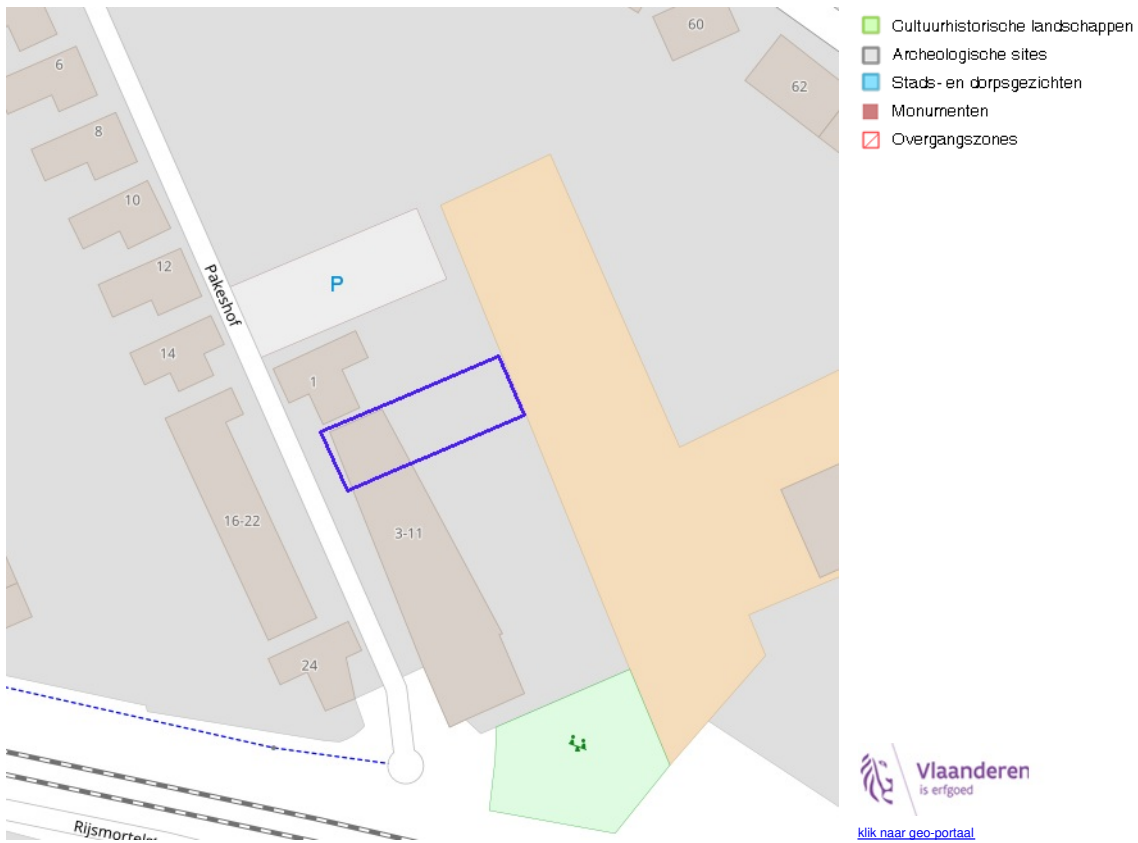 60
6
62
8
10
12
Pakeshof
P
14
1
16-22
3-11
24
Cultuurhistorische landschappen
Archeologische sites
Stads- en dorpsgezichten
Monumenten
Overgangszones
Vlaanderen
is erfgoed
klik naar geo-portaal